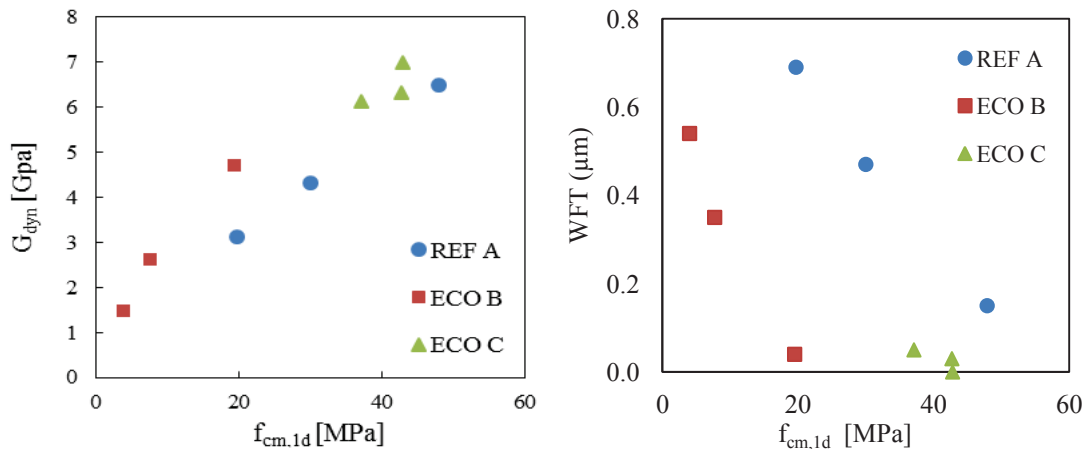 8
7
6
5
4
3
2
1
0
G_dyn [Gpa]
0 20 40 60
f_cm,1d [MPa]
REF A
ECO B
ECO C
0.8
0.6
0.4
0.2
0.0
WFT (µm)
0 20 40 60
f_cm,1d [MPa]
REF A
ECO B
ECO C